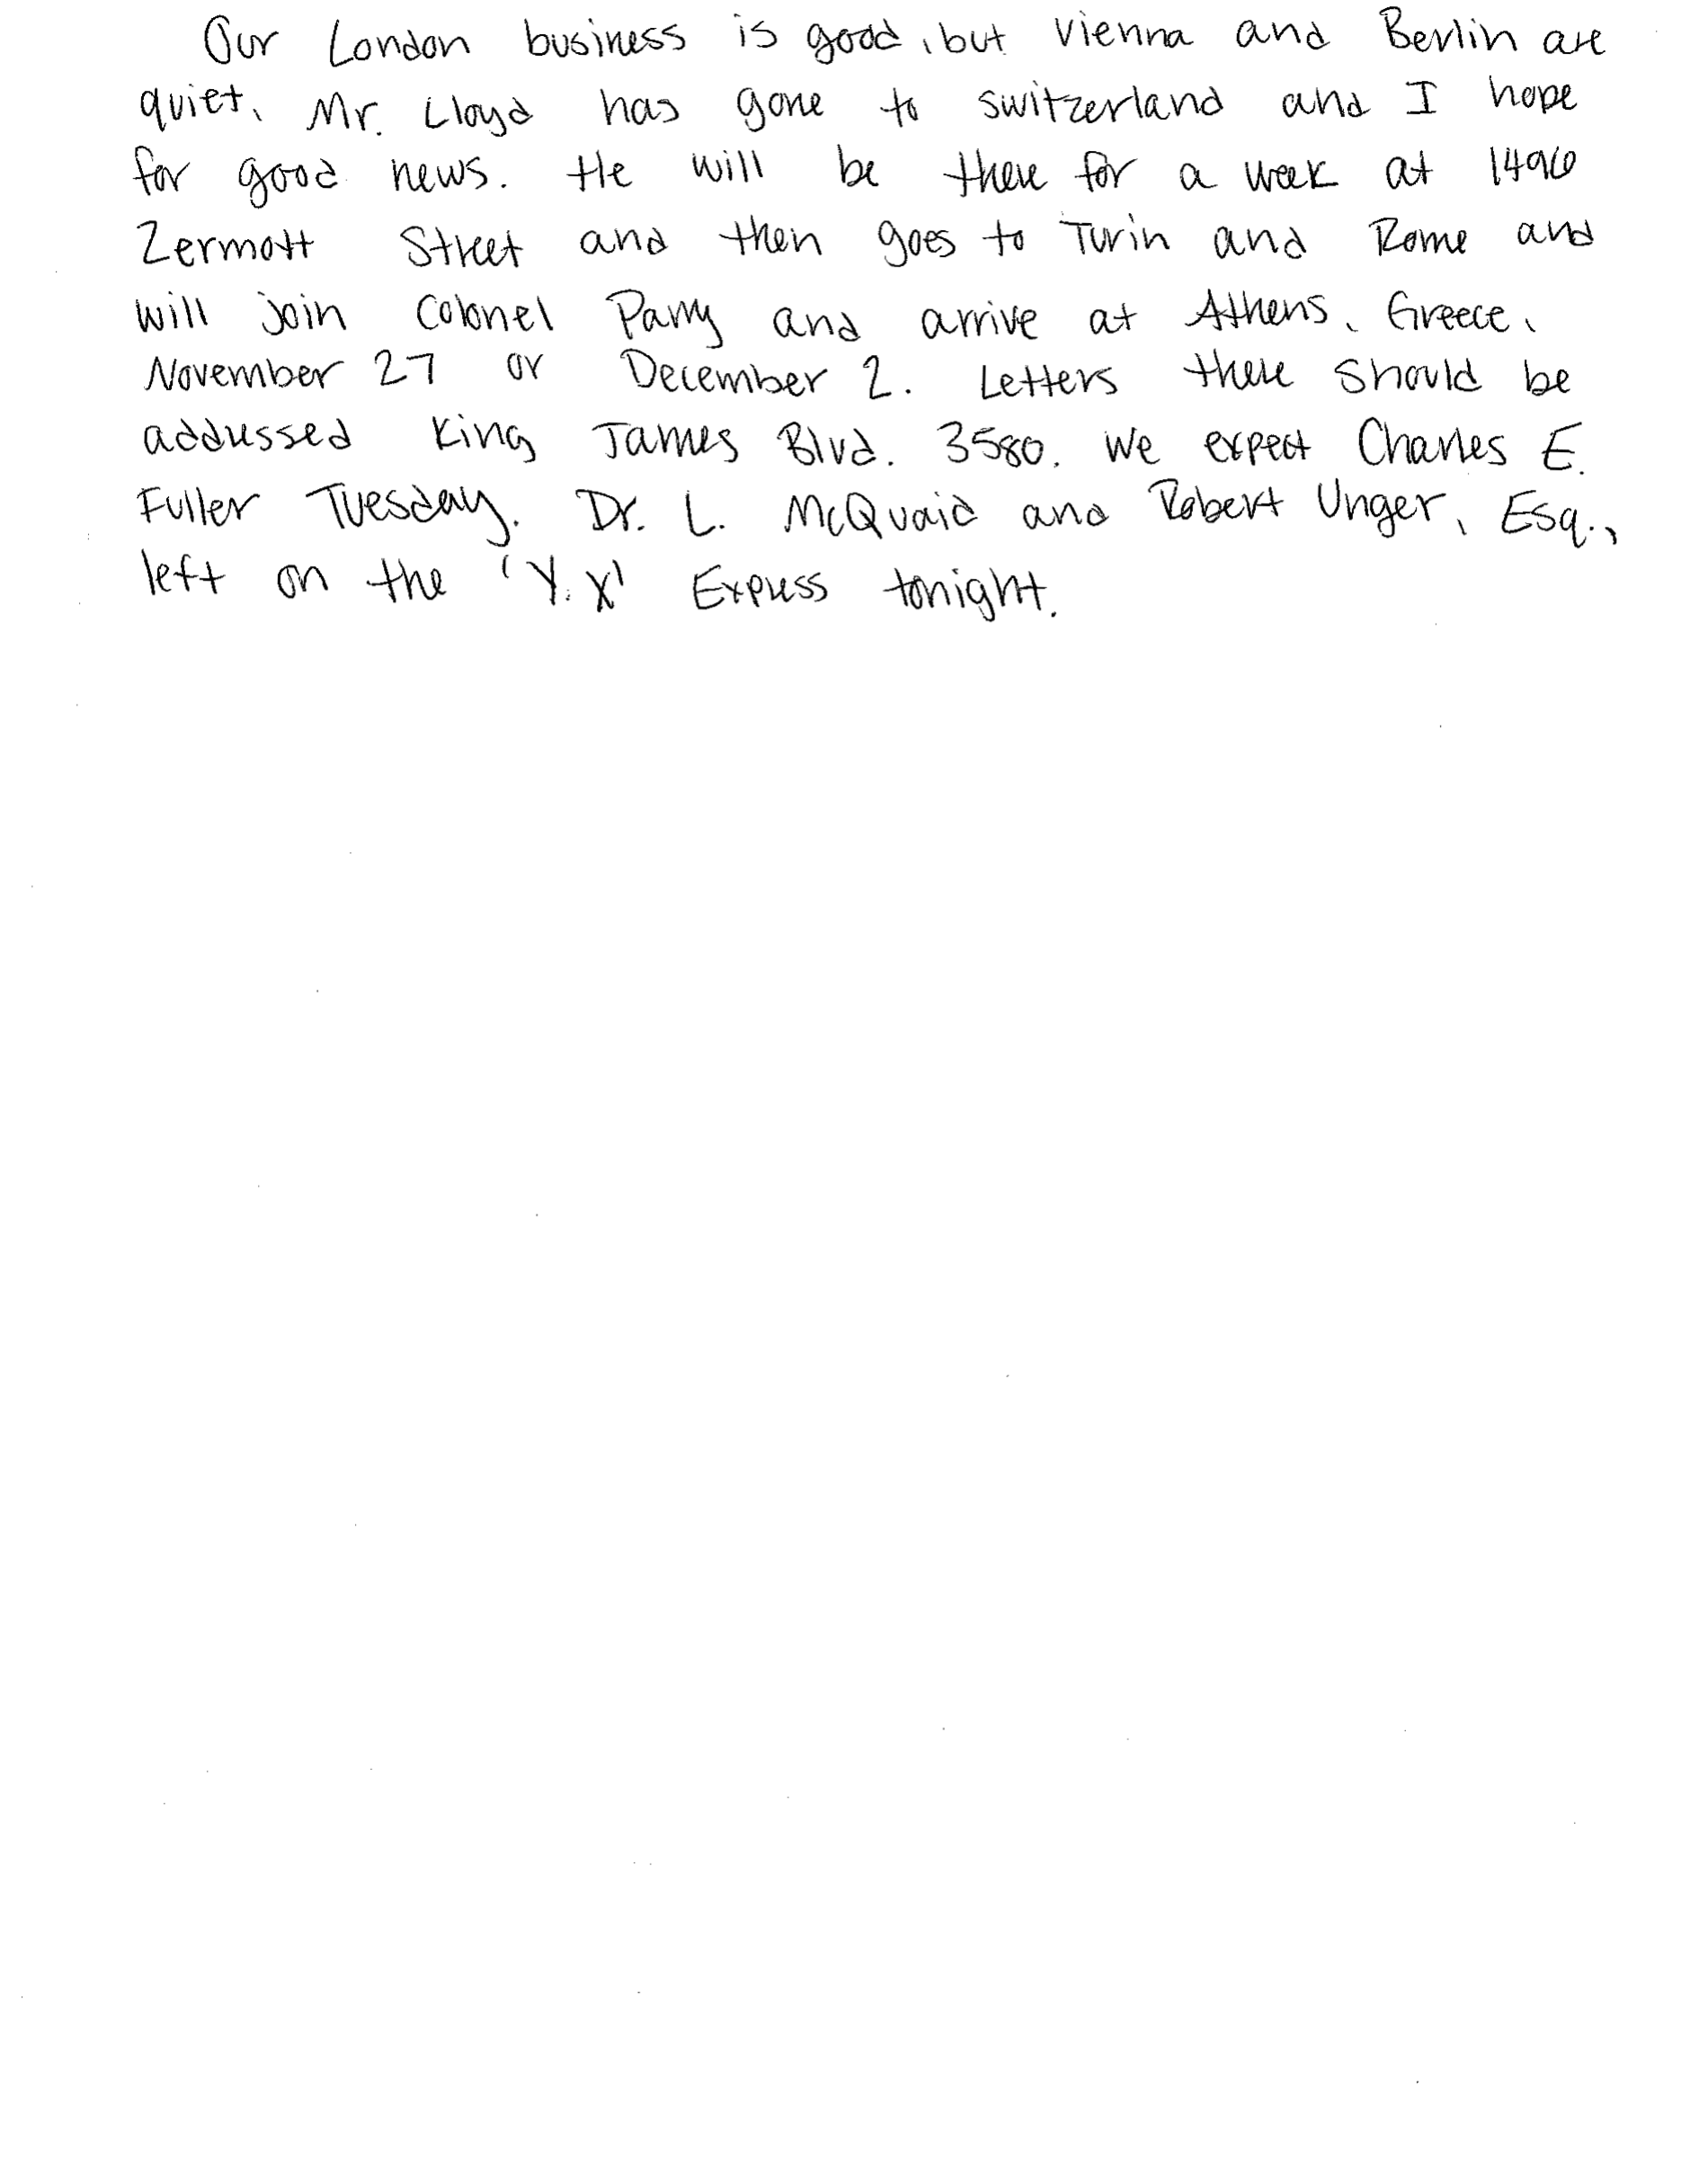 Our London business is good, but Vienna and Berlin are
quiet. Mr. Lloyd has gone to Switzerland and I hope
for good news. He will be there for a week at 1496
Zermott Street and then goes to Turin and Rome and
will join Colonel Parry and arrive at Athens, Greece,
November 27 or December 2. Letters there should be
addressed King James Blvd. 3580. We expect Charles E.
Fuller Tuesday. Dr. L. McQuaid and Robert Unger, Esq.,
left on the 'Y.X' Express tonight.